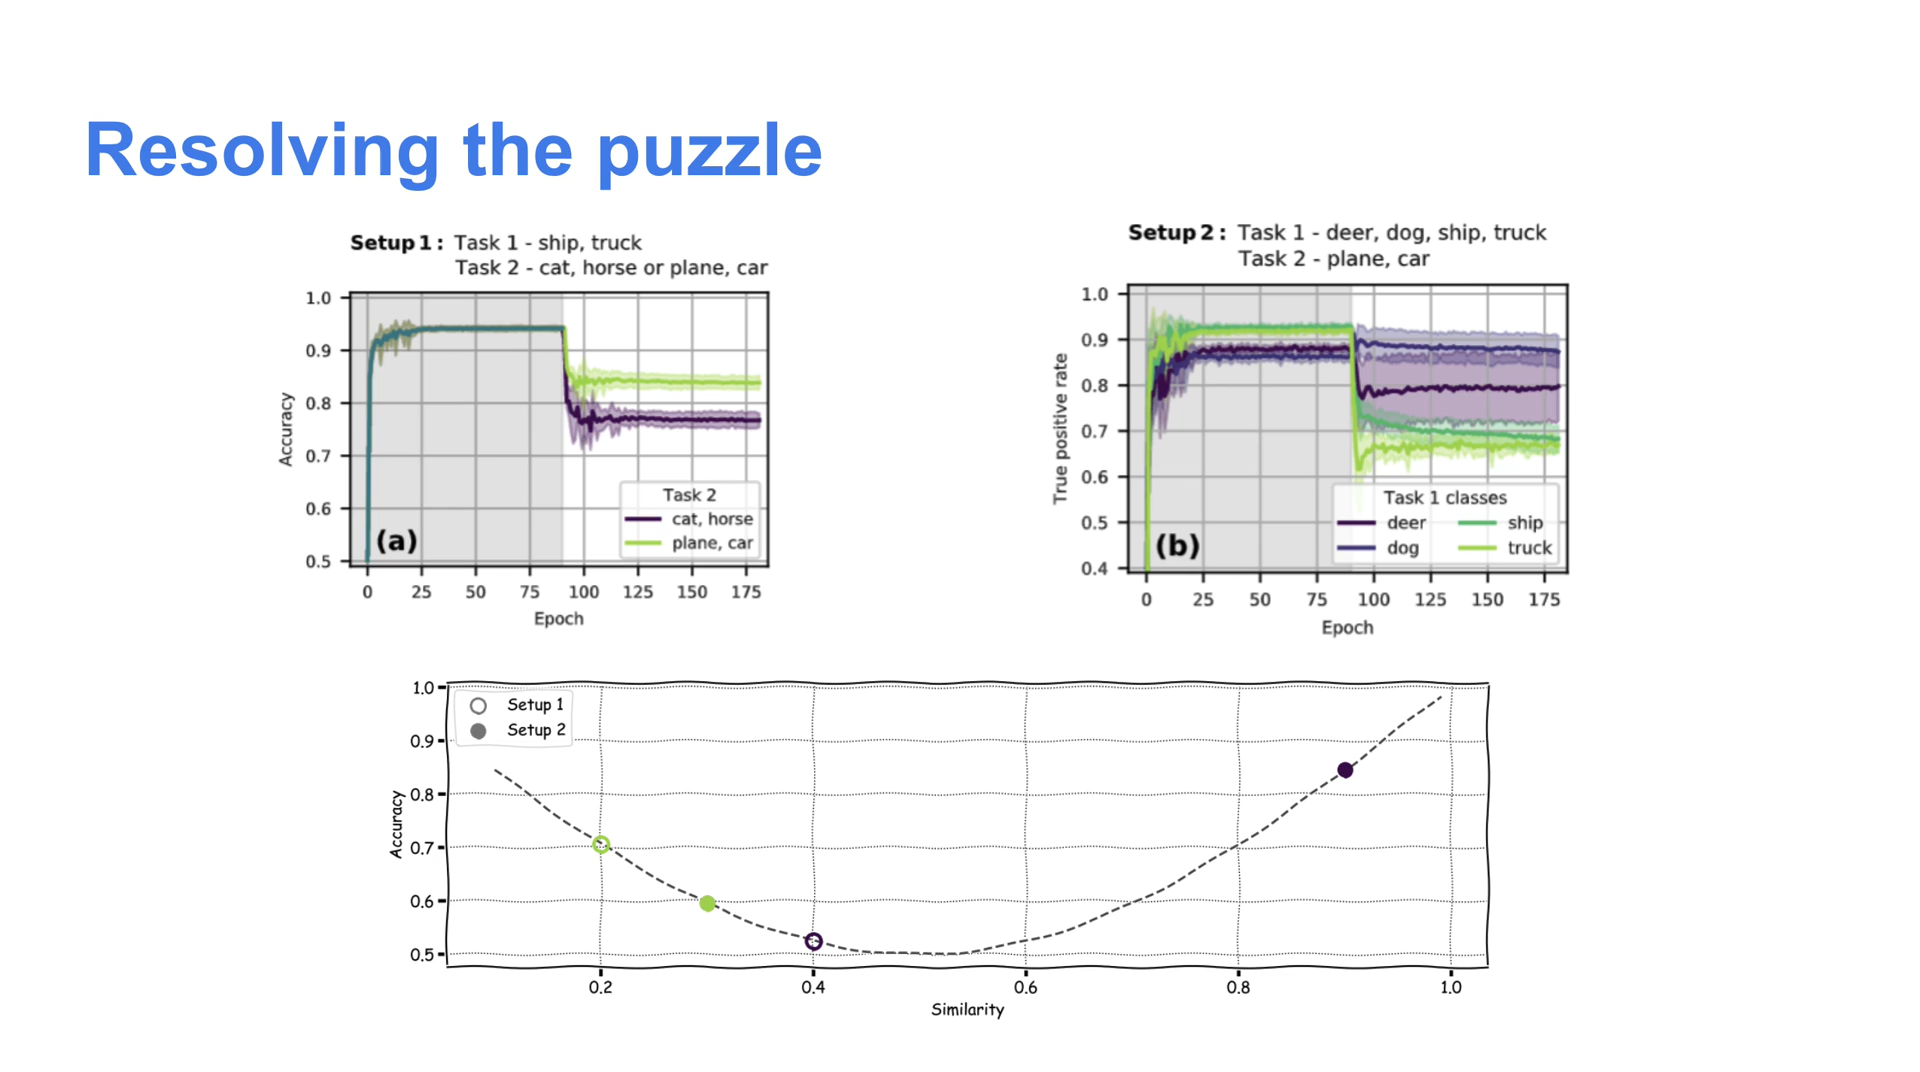 Resolving the puzzle
Setup 1: Task 1 - ship, truck
Task 2 - cat, horse or plane, car
1.0
0.9
0.8
0.7
0.6
0.5
Accuracy
(a)
Task 2
cat, horse
plane, car
0 25 50 75 100 125 150 175
Epoch
Setup 2: Task 1 - deer, dog, ship, truck
Task 2 - plane, car
1.0
0.9
0.8
0.7
0.6
0.5
0.4
True positive rate
(b)
Task 1 classes
deer ship
dog truck
0 25 50 75 100 125 150 175
Epoch
1.0
0.9
0.8
0.7
0.6
0.5
Accuracy
Setup 1
Setup 2
0.2 0.4 0.6 0.8 1.0
Similarity